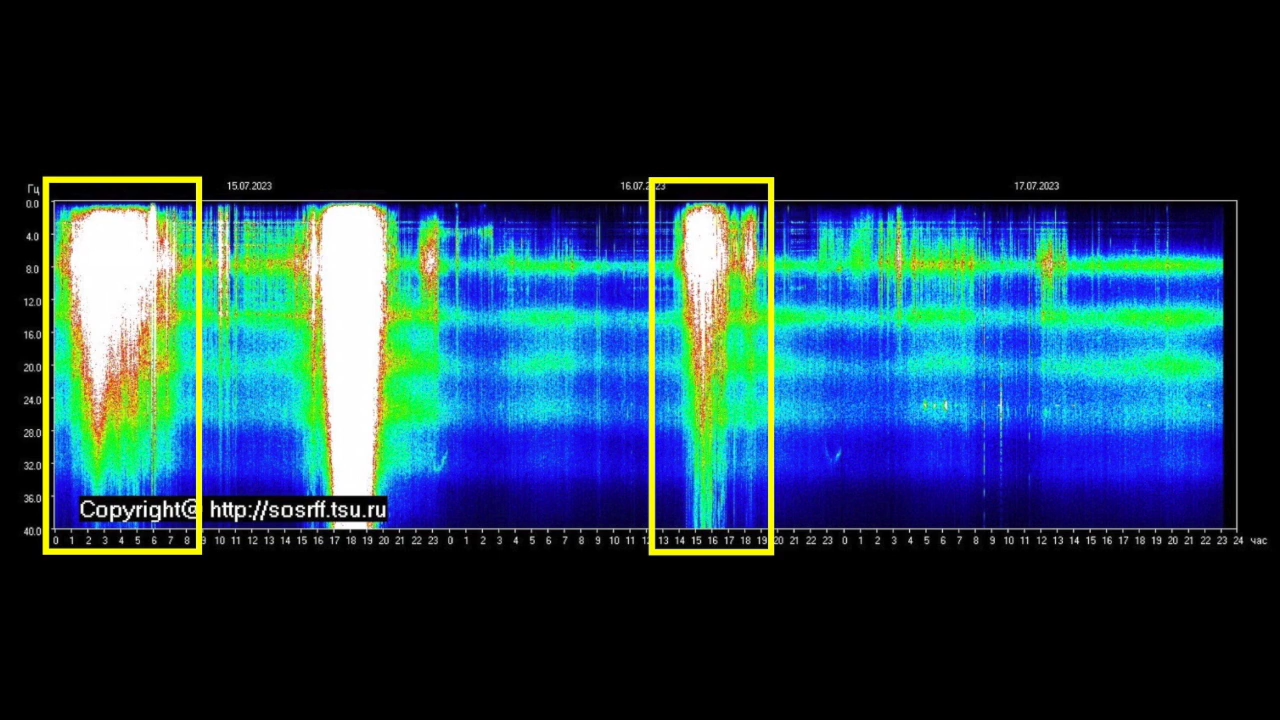 15.07.2023 16.07.2023 17.07.2023
Гц
0.0
4.0
8.0
12.0
16.0
20.0
24.0
28.0
32.0
36.0
Copyright© http://sosrff.tsu.ru
40.0
0 1 2 3 4 5 6 7 8 9 10 11 12 13 14 15 16 17 18 19 20 21 22 23 0 1 2 3 4 5 6 7 8 9 10 11 12 13 14 15 16 17 18 19 20 21 22 23 0 1 2 3 4 5 6 7 8 9 10 11 12 13 14 15 16 17 18 19 20 21 22 23 24 час